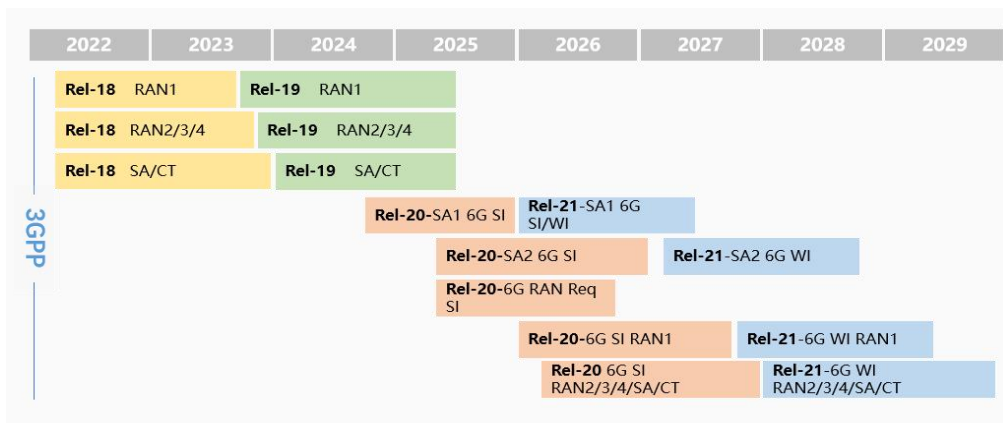 2022 2023 2024 2025 2026 2027 2028 2029
Rel-18 RAN1 Rel-19 RAN1
Rel-18 RAN2/3/4 Rel-19 RAN2/3/4
Rel-18 SA/CT Rel-19 SA/CT
3GPP
Rel-20-SA1 6G SI
Rel-21-SA1 6G
SI/WI
Rel-20-SA2 6G SI Rel-21-SA2 6G WI
Rel-20-6G RAN Req
SI
Rel-20-6G SI RAN1 Rel-21-6G WI RAN1
Rel-20 6G SI
RAN2/3/4/SA/CT
Rel-21-6G WI
RAN2/3/4/SA/CT